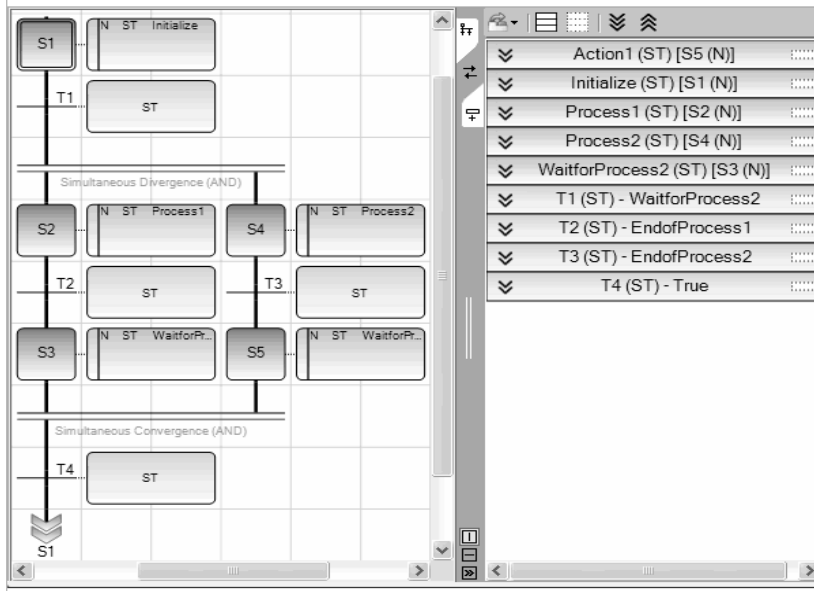 S1
N ST Initialize
T1
ST
Simultaneous Divergence (AND)
S2
N ST Process1
S4
N ST Process2
T2
ST
T3
ST
S3
N ST WaitforPr...
S5
N ST WaitforPr...
Simultaneous Convergence (AND)
T4
ST
S1
Action1 (ST) [S5 (N)]
Initialize (ST) [S1 (N)]
Process1 (ST) [S2 (N)]
Process2 (ST) [S4 (N)]
WaitforProcess2 (ST) [S3 (N)]
T1 (ST) - WaitforProcess2
T2 (ST) - EndofProcess1
T3 (ST) - EndofProcess2
T4 (ST) - True